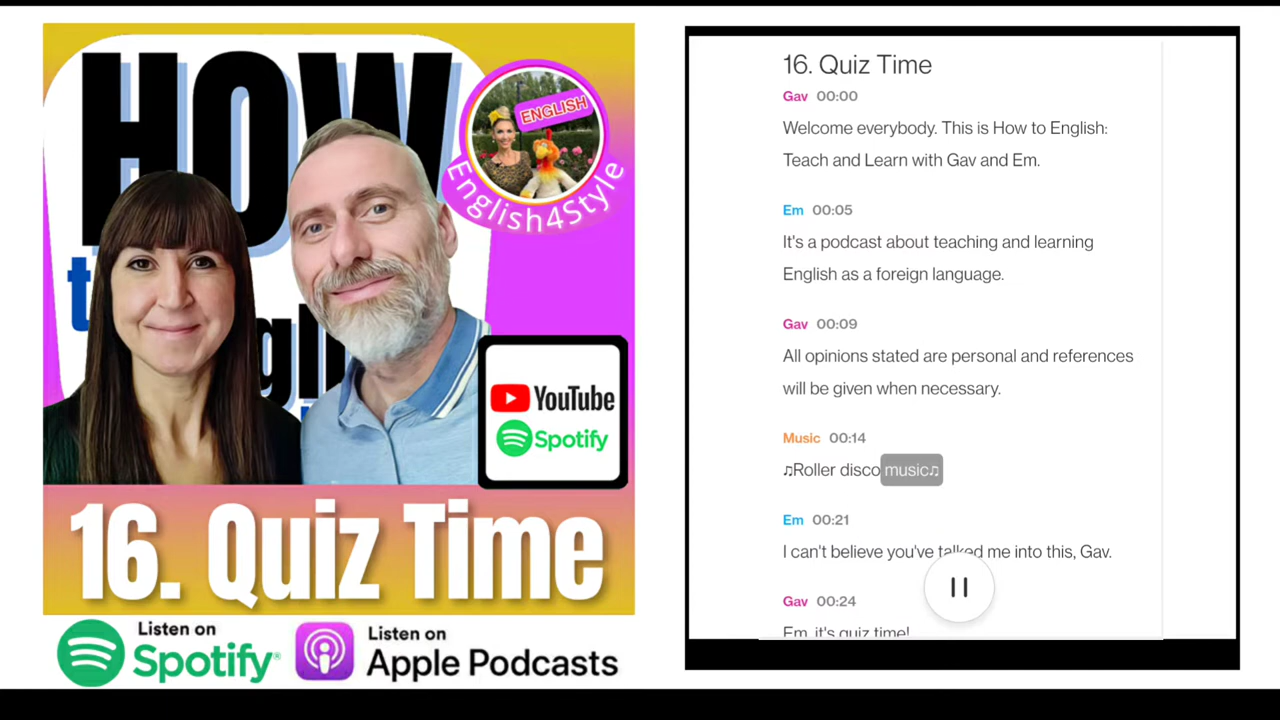 HOW
ENGLISH
English4Style
YouTube
Spotify
16. Quiz Time
Listen on
Spotify®
Listen on
Apple Podcasts
16. Quiz Time
Gav 00:00
Welcome everybody. This is How to English:
Teach and Learn with Gav and Em.
Em 00:05
It's a podcast about teaching and learning
English as a foreign language.
Gav 00:09
All opinions stated are personal and references
will be given when necessary.
Music 00:14
♫Roller disco music♫
Em 00:21
I can't believe you've talked me into this, Gav.
Gav 00:24
Em, it's quiz time!